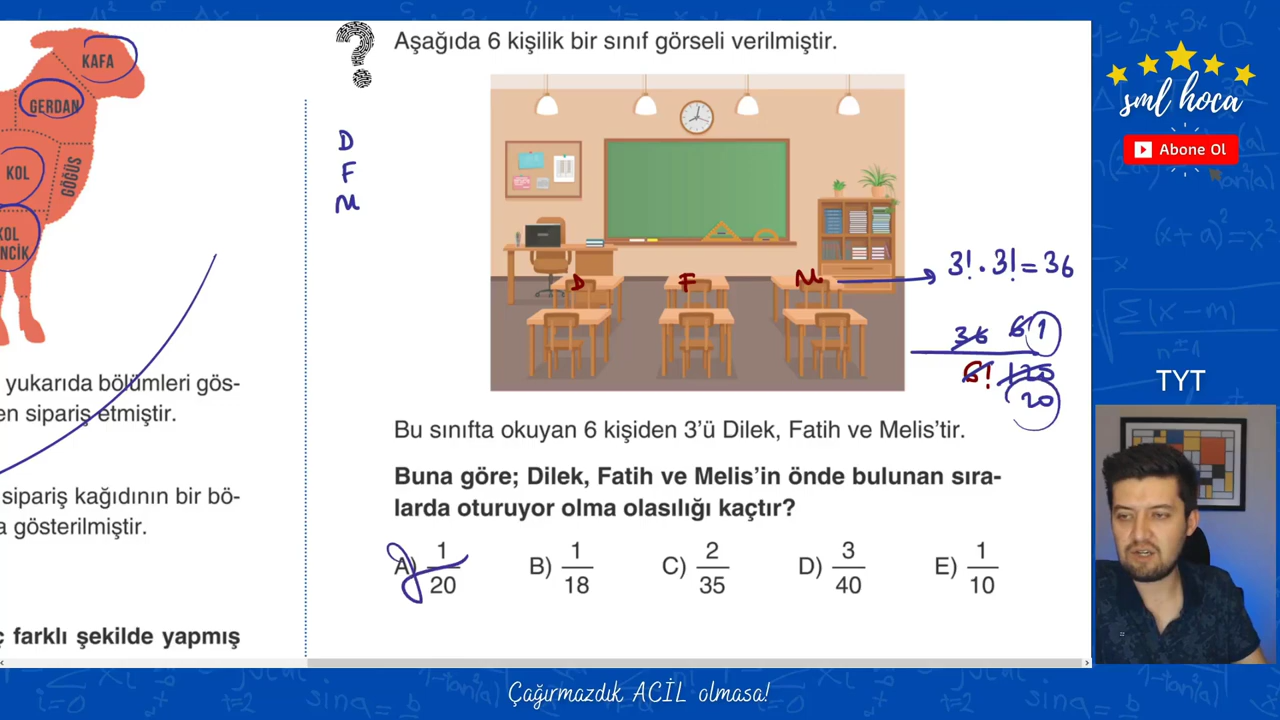 KAFA
GERDAN
KOL
GÖĞÜS
KOL
NCİK
yukarıda bölümleri gös-
en sipariş etmiştir.
sipariş kağıdının bir bö-
a gösterilmiştir.
ç farklı şekilde yapmış
?
Aşağıda 6 kişilik bir sınıf görseli verilmiştir.
D
F
M
D F M
3! · 3! = 36
36 6 1
6! 120
20
Bu sınıfta okuyan 6 kişiden 3'ü Dilek, Fatih ve Melis'tir.
Buna göre; Dilek, Fatih ve Melis'in önde bulunan sıra-
larda oturuyor olma olasılığı kaçtır?
A) 1/20 B) 1/18 C) 2/35 D) 3/40 E) 1/10
sml hoca
Abone Ol
TYT
Çağırmazdık ACİL olmasa!